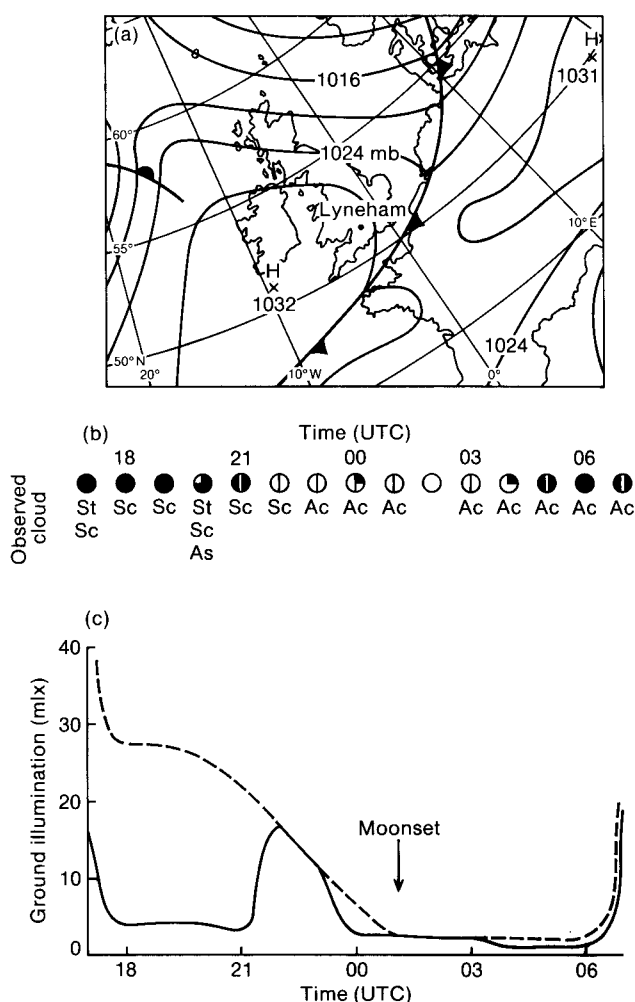 (a)
H
1031
1016
60°
1024 mb
Lyneham
10°E
55°
H
1032
1024
50°N
20°
10°W
0°
(b)
Time (UTC)
18 21 00 03 06
Observed
cloud
St Sc Sc St Sc Sc Ac Ac Ac Ac Ac Ac Ac Ac
Sc Sc
As
(c)
Ground illumination (mlx)
40
30
20
10
0
Moonset
18 21 00 03 06
Time (UTC)